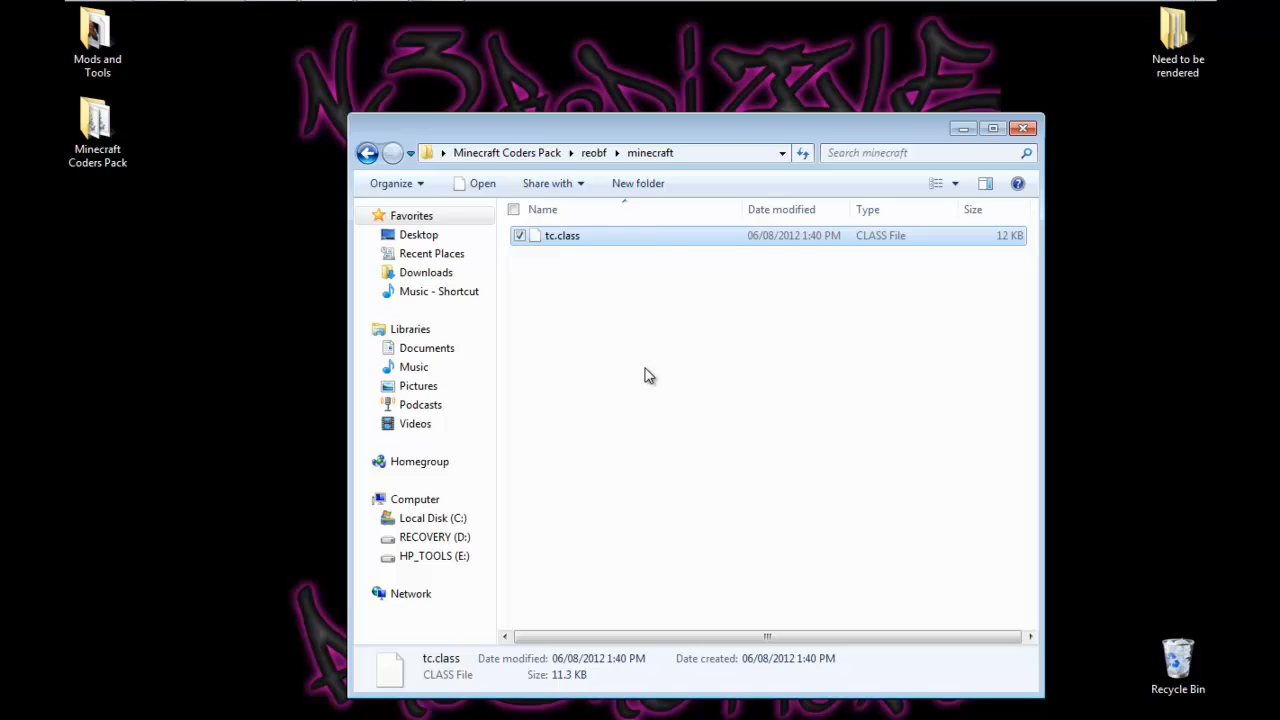 Mods and
Tools
Minecraft
Coders Pack
Need to be
rendered
Recycle Bin
Minecraft Coders Pack reobf minecraft
Search minecraft
Organize Open Share with New folder
Favorites
Desktop
Recent Places
Downloads
Music - Shortcut
Libraries
Documents
Music
Pictures
Podcasts
Videos
Homegroup
Computer
Local Disk (C:)
RECOVERY (D:)
HP_TOOLS (E:)
Network
Name Date modified Type Size
tc.class 06/08/2012 1:40 PM CLASS File 12 KB
tc.class Date modified: 06/08/2012 1:40 PM Date created: 06/08/2012 1:40 PM
CLASS File Size: 11.3 KB